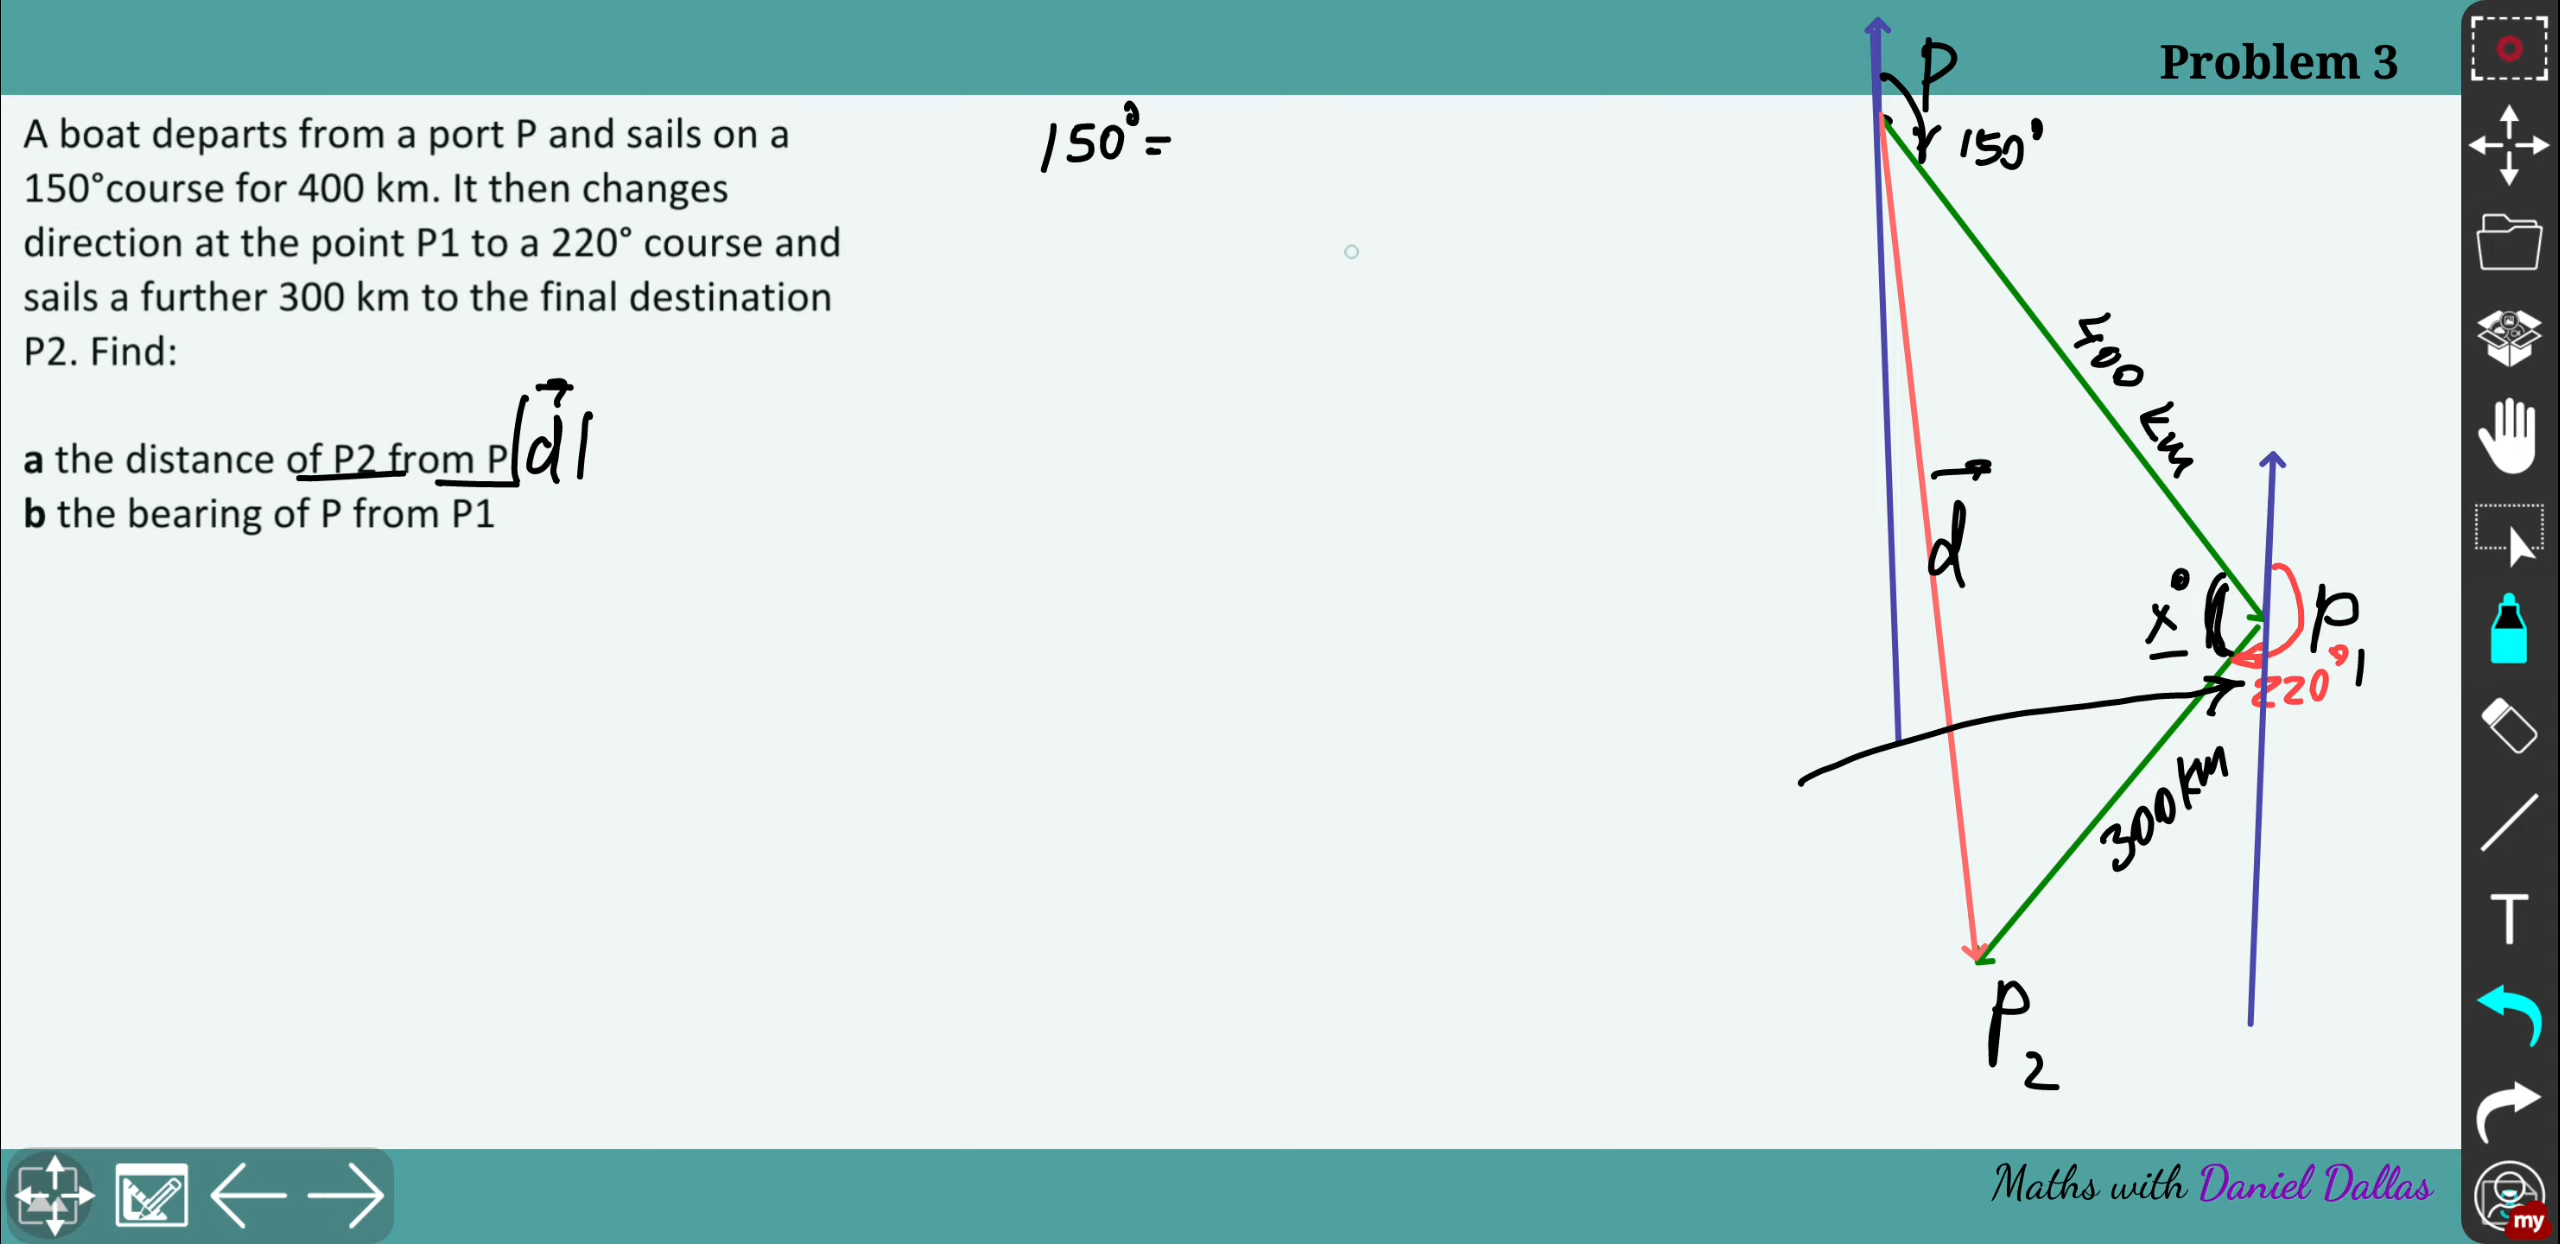 Problem 3
A boat departs from a port P and sails on a
150°course for 400 km. It then changes
direction at the point P1 to a 220° course and
sails a further 300 km to the final destination
P2. Find:
a the distance of P2 from P |d|
b the bearing of P from P1
150° =
P
150°
400 km
d
x°
P1
220°
300 km
P2
T
Maths with Daniel Dallas
my